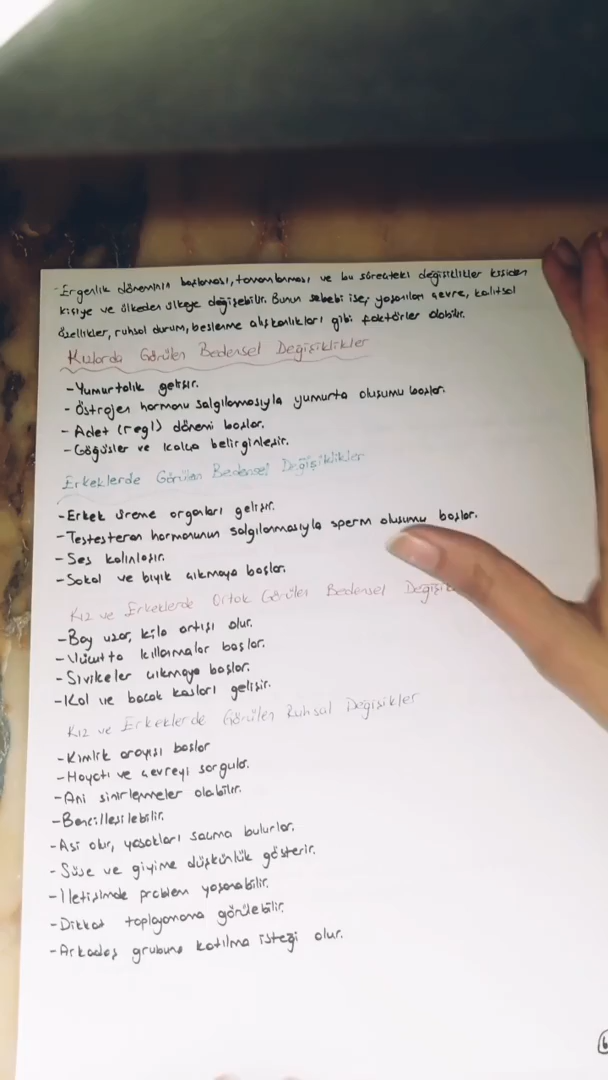 -Ergenlik döneminin başlaması, tamamlanması ve bu süreçteki değişiklikler kişiden
kişiye ve ülkeden ülkeye değişebilir. Bunun sebebi ise, yaşanılan çevre, kalıtsal
özellikler, ruhsal durum, beslenme alışkanlıkları gibi faktörler olabilir.
Kızlarda Görülen Bedensel Değişiklikler
-Yumurtalık gelişir.
-Östrojen hormonu salgılamasıyla yumurta oluşumu başlar.
-Adet (regl) dönemi başlar.
-Göğüsler ve kalça belirginleşir.
Erkeklerde Görülen Bedensel Değişiklikler
-Erkek üreme organları gelişir.
-Testesteron hormonunun salgılanmasıyla sperm oluşumu başlar.
-Ses kalınlaşır.
-Sakal ve bıyık çıkmaya başlar.
Kız ve Erkeklerde Ortak Görülen Bedensel
-Boy uzar, kilo artışı olur.
-Vücutta kıllanmalar başlar.
-Sivilceler çıkmaya başlar.
-Kol ve bacak kasları gelişir.
Kız ve Erkeklerde Görülen Ruhsal Değişikler
-Kimlik arayışı başlar
-Hayatı ve çevreyi sorgular.
-Ani sinirlenmeler olabilir.
-Bencilleşilebilir.
-Asi olur, yasakları saçma bulurlar.
-Süse ve giyime düşkünlük gösterir.
-İletişimde problem yaşanabilir.
-Dikkat toplayamama görülebilir.
-Arkadaş grubuna katılma isteği olur.